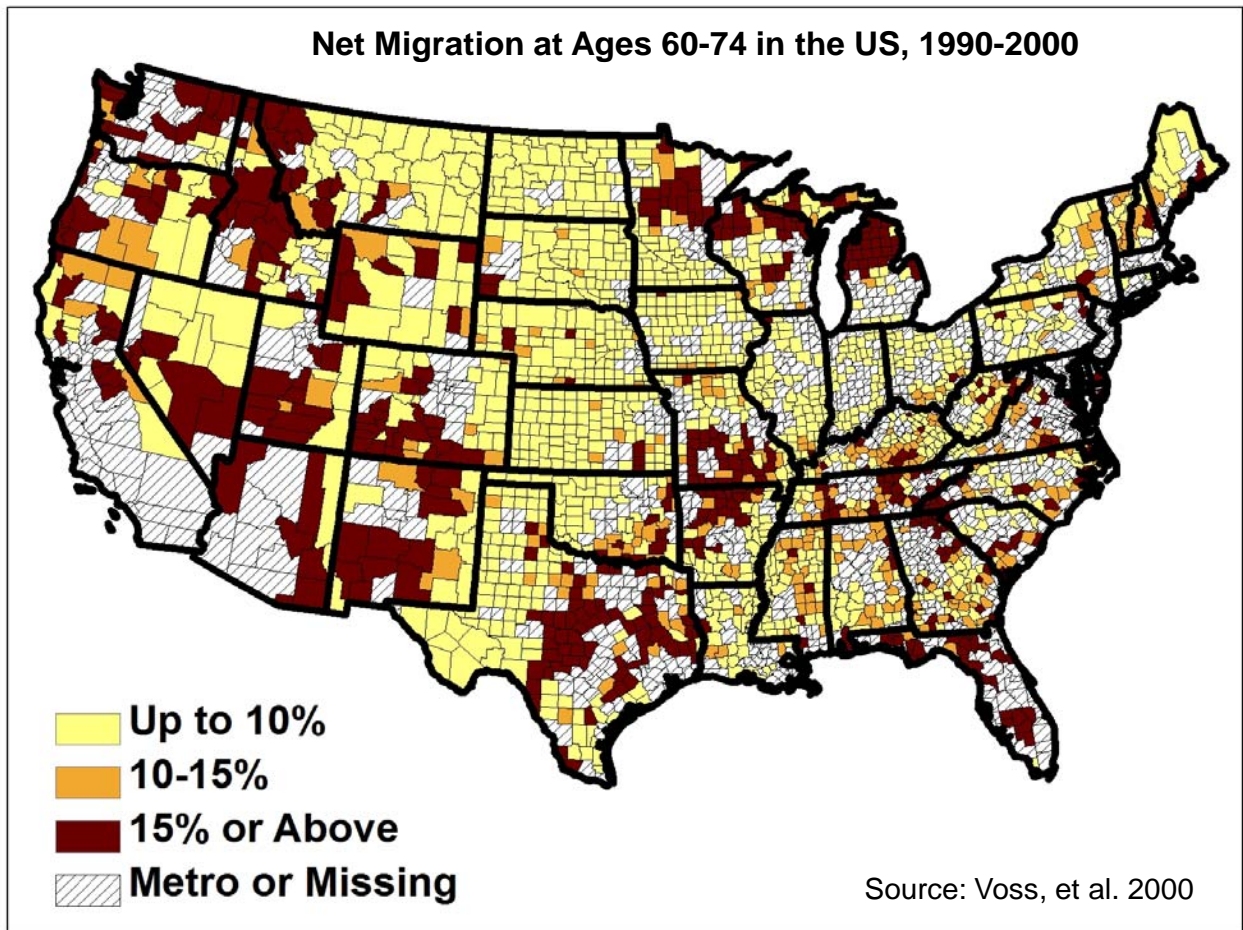 Net Migration at Ages 60-74 in the US, 1990-2000
Up to 10%
10-15%
15% or Above
Metro or Missing
Source: Voss, et al. 2000